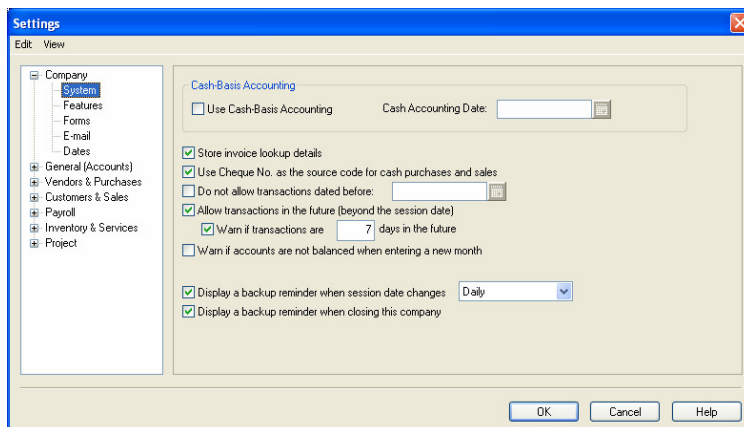 Settings
Edit View
Company
System
Features
Forms
E-mail
Dates
General (Accounts)
Vendors & Purchases
Customers & Sales
Payroll
Inventory & Services
Project
Cash-Basis Accounting
Use Cash-Basis Accounting Cash Accounting Date:
Store invoice lookup details
Use Cheque No. as the source code for cash purchases and sales
Do not allow transactions dated before:
Allow transactions in the future (beyond the session date)
Warn if transactions are 7 days in the future
Warn if accounts are not balanced when entering a new month
Display a backup reminder when session date changes Daily
Display a backup reminder when closing this company
OK Cancel Help